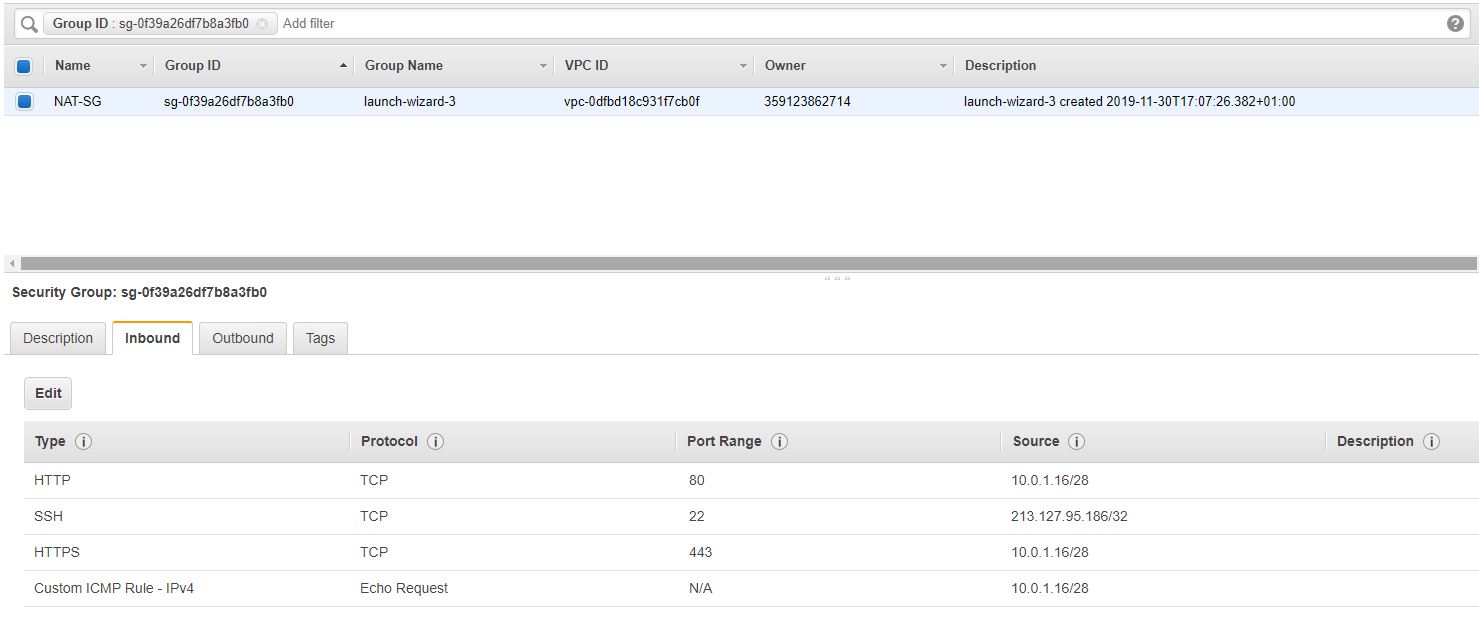 Group ID : sg-0f39a26df7b8a3fb0 Add filter
Name Group ID Group Name VPC ID Owner Description
NAT-SG sg-0f39a26df7b8a3fb0 launch-wizard-3 vpc-0dfbd18c931f7cb0f 359123862714 launch-wizard-3 created 2019-11-30T17:07:26.382+01:00
Security Group: sg-0f39a26df7b8a3fb0
Description Inbound Outbound Tags
Edit
Type Protocol Port Range Source Description
HTTP TCP 80 10.0.1.16/28
SSH TCP 22 213.127.95.186/32
HTTPS TCP 443 10.0.1.16/28
Custom ICMP Rule - IPv4 Echo Request N/A 10.0.1.16/28